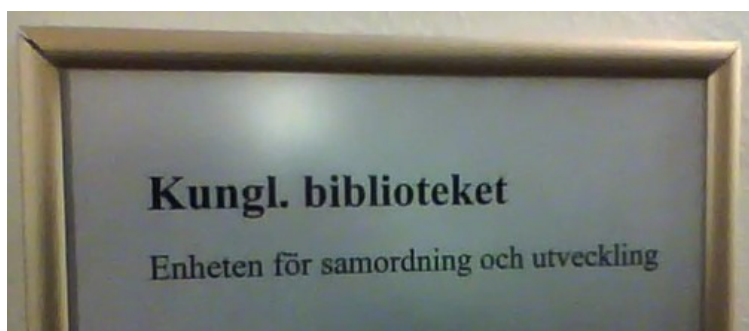 Kungl. biblioteket
Enheten för samordning och utveckling